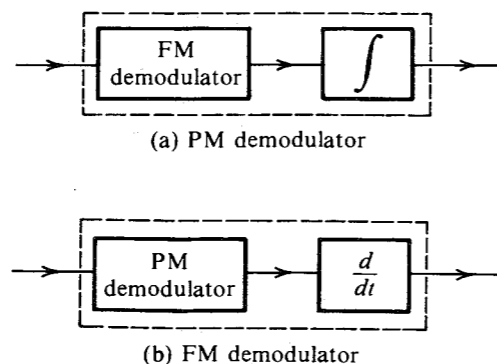 FM
demodulator
∫
(a) PM demodulator
PM
demodulator
d
dt
(b) FM demodulator